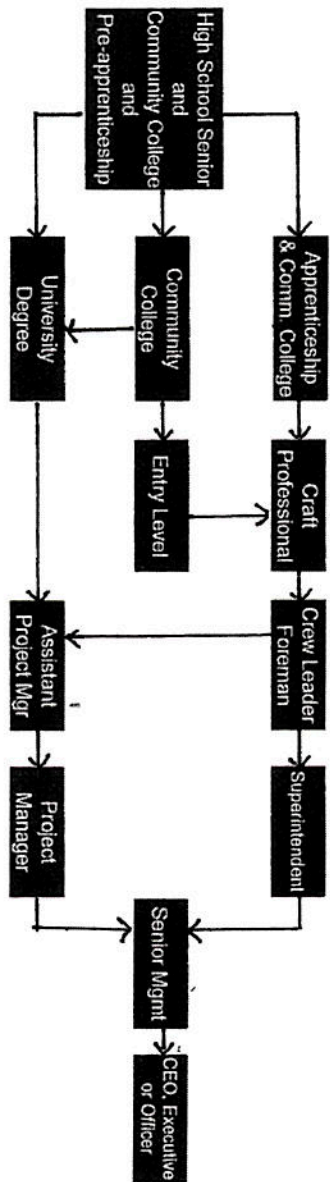 High School Senior
and
Community College
and
Pre-apprenticeship
Apprenticeship
& Comm. College
Craft
Professional
Crew Leader
Foreman
Superintendent
Community
College
Entry Level
Senior Mgmt
CEO, Executive
or Officer
University
Degree
Assistant
Project Mgr
Project
Manager